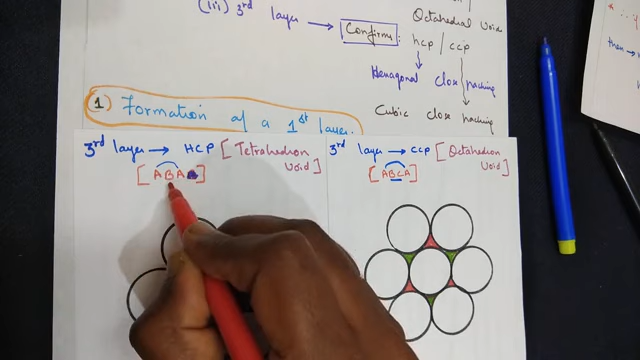 (iii) 3rd layer → Confirm: hcp / ccp
Octahedral void
Hexagonal close packing
Cubic close packing
1) Formation of a 1st layer.
3rd layer → HCP [Tetrahedron void]
[ABA
3rd layer → CCP [Octahedron void]
[ABCA]
then →